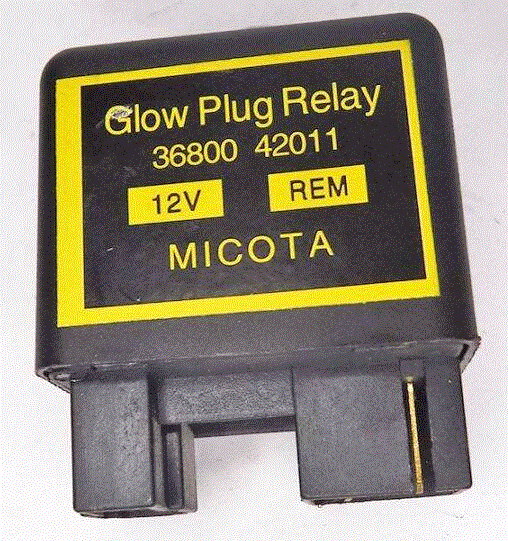 Glow Plug Relay
36800 42011
12V REM
MICOTA